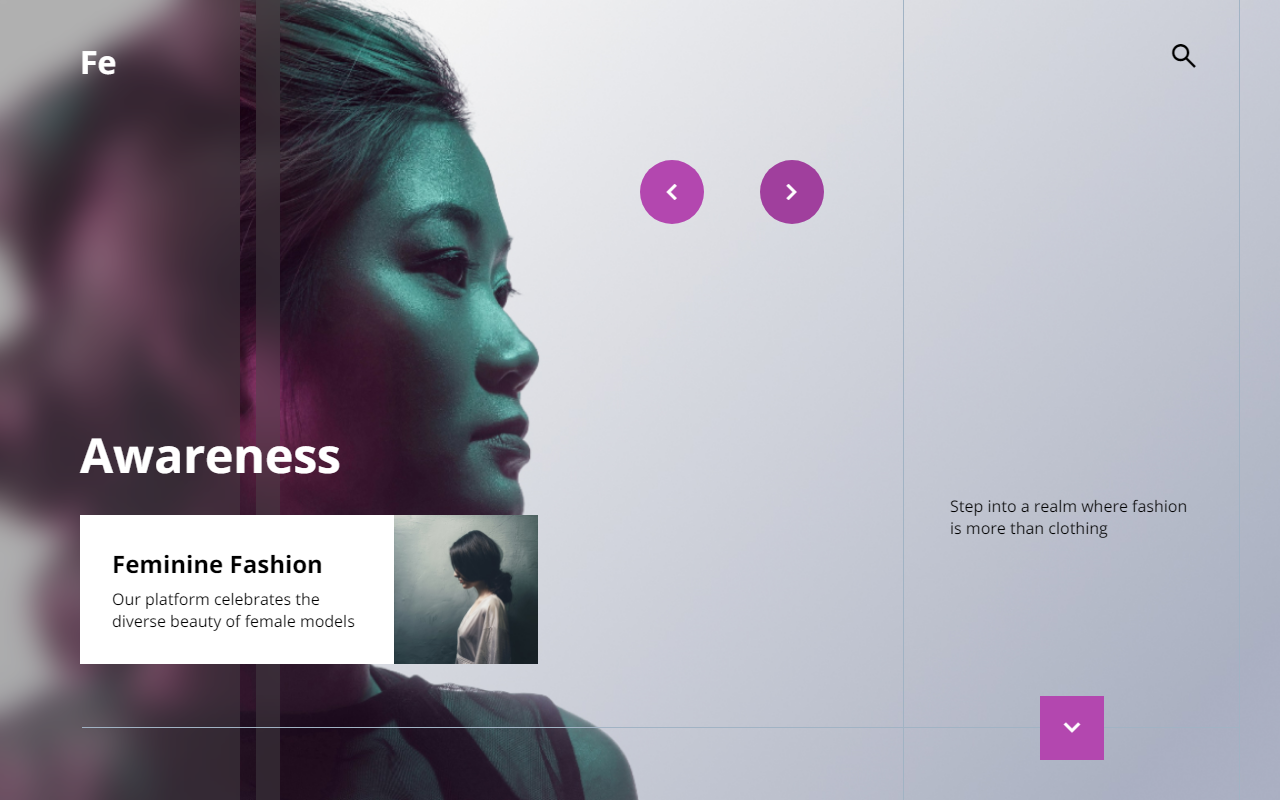 Fe
Awareness
Feminine Fashion
Our platform celebrates the
diverse beauty of female models
Step into a realm where fashion
is more than clothing